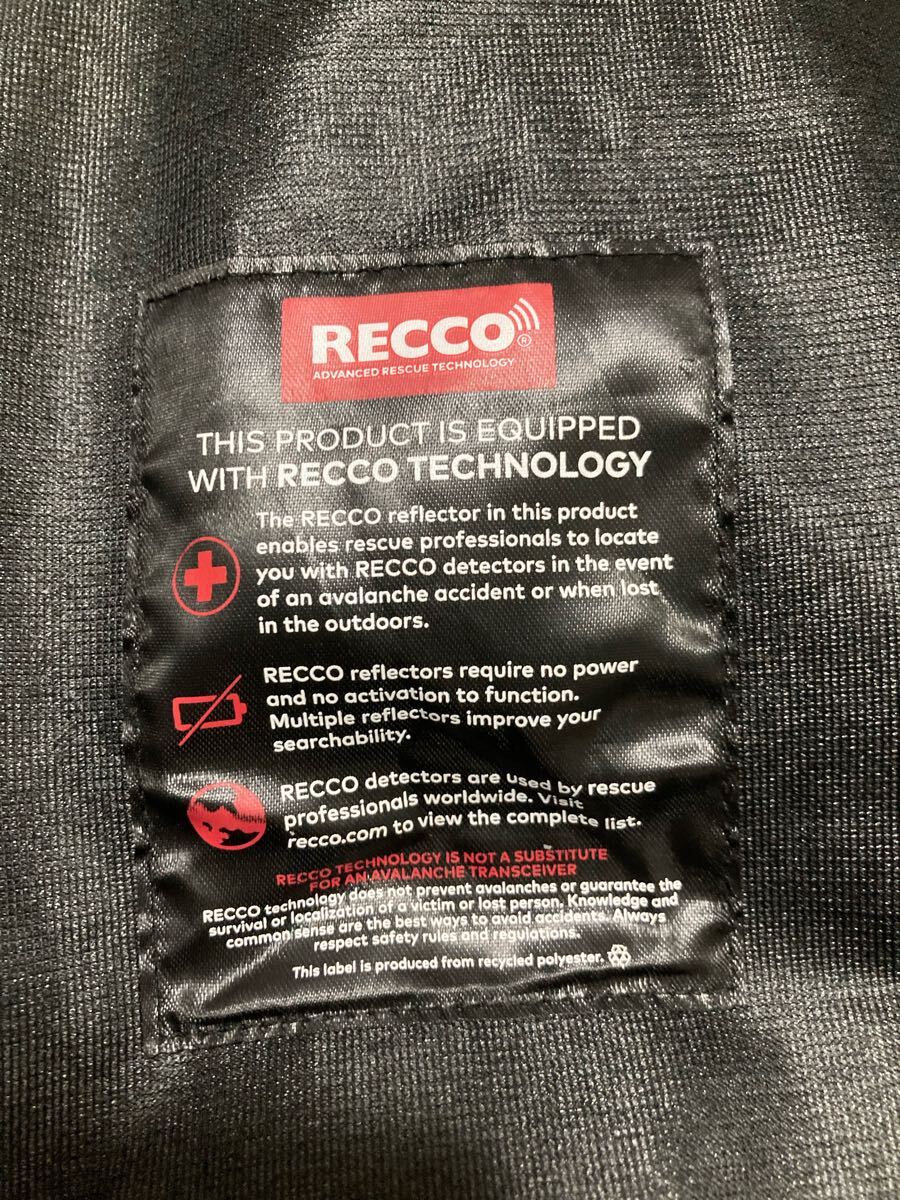 RECCO®
ADVANCED RESCUE TECHNOLOGY
THIS PRODUCT IS EQUIPPED
WITH RECCO TECHNOLOGY
The RECCO reflector in this product
enables rescue professionals to locate
you with RECCO detectors in the event
of an avalanche accident or when lost
in the outdoors.
RECCO reflectors require no power
and no activation to function.
Multiple reflectors improve your
searchability.
RECCO detectors are used by rescue
professionals worldwide. Visit
recco.com to view the complete list.
RECCO TECHNOLOGY IS NOT A SUBSTITUTE
FOR AN AVALANCHE TRANSCEIVER
RECCO technology does not prevent avalanches or guarantee the
survival or localization of a victim or lost person. Knowledge and
common sense are the best ways to avoid accidents. Always
respect safety rules and regulations.
This label is produced from recycled polyester.